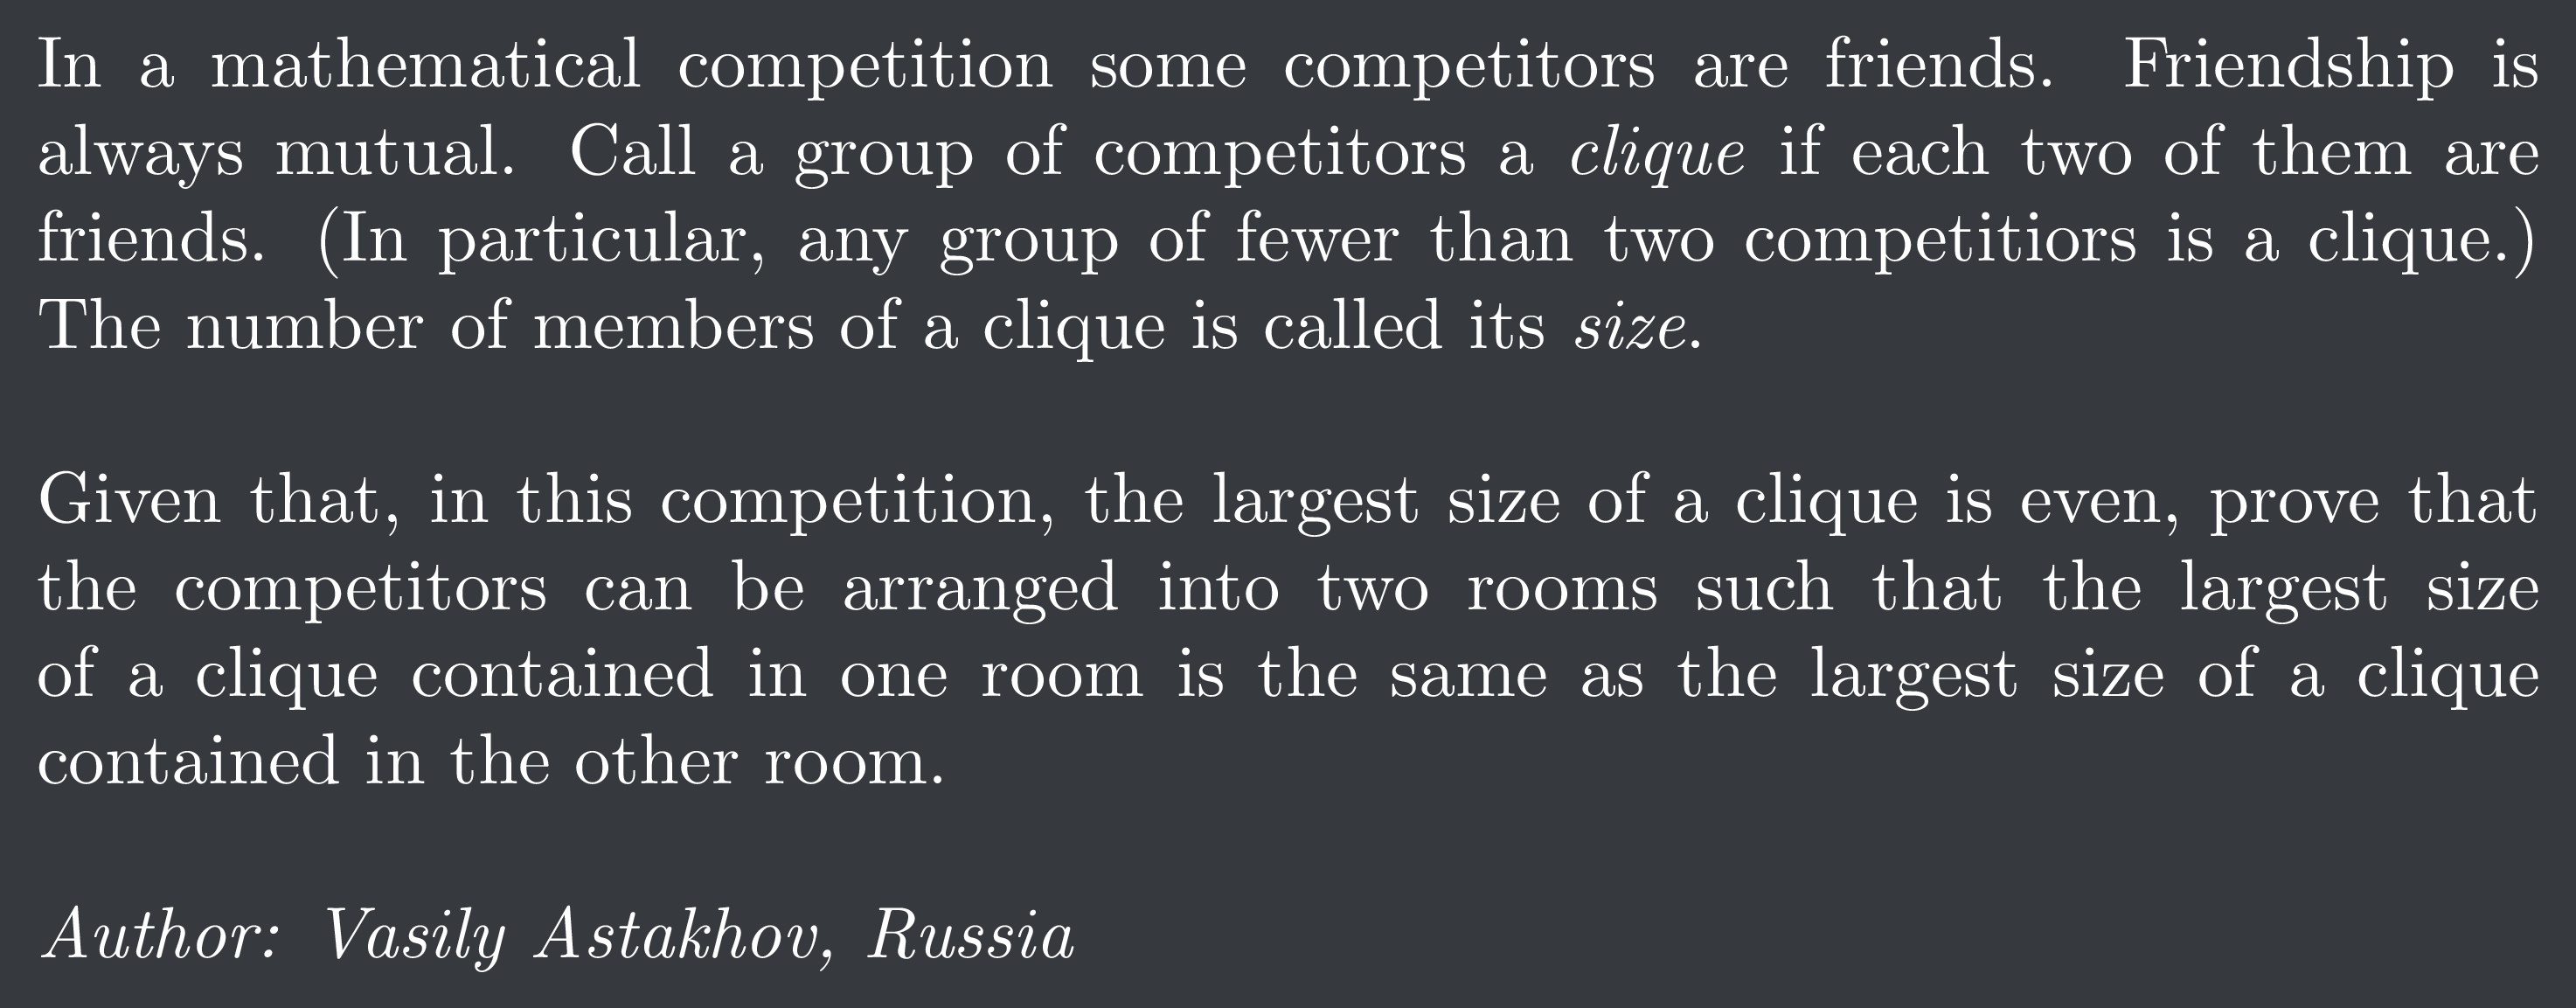 In a mathematical competition some competitors are friends. Friendship is
always mutual. Call a group of competitors a clique if each two of them are
friends. (In particular, any group of fewer than two competitiors is a clique.)
The number of members of a clique is called its size.
Given that, in this competition, the largest size of a clique is even, prove that
the competitors can be arranged into two rooms such that the largest size
of a clique contained in one room is the same as the largest size of a clique
contained in the other room.
Author: Vasily Astakhov, Russia